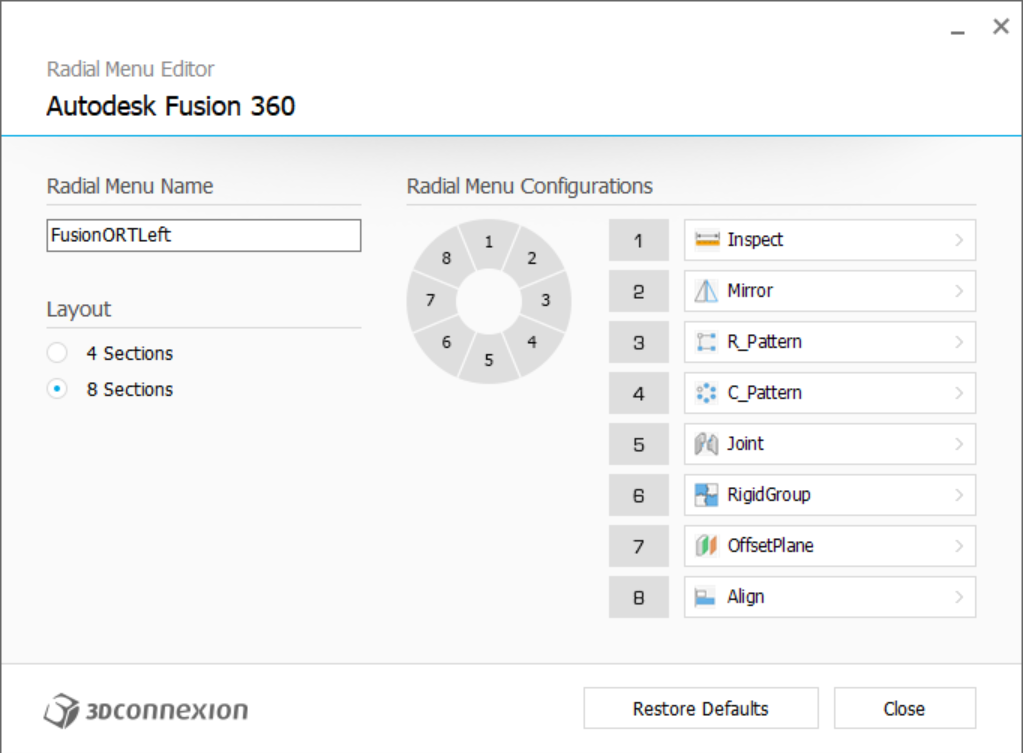 Radial Menu Editor
Autodesk Fusion 360
Radial Menu Name
FusionORTLeft
Layout
4 Sections
8 Sections
Radial Menu Configurations
1
2
3
4
5
6
7
8
1 Inspect
2 Mirror
3 R_Pattern
4 C_Pattern
5 Joint
6 RigidGroup
7 OffsetPlane
8 Align
3Dconnexion
Restore Defaults
Close